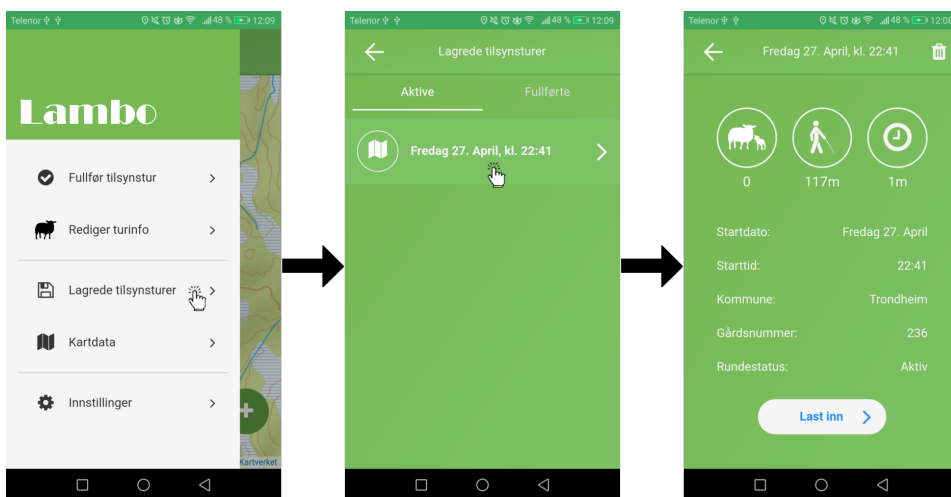 Telenor 48 % 12:09
Lambo
Fullfør tilsynstur
Rediger turinfo
Lagrede tilsynsturer
Kartdata
Innstillinger
Kartverket
Telenor 48 % 12:09
Lagrede tilsynsturer
Aktive Fullførte
Fredag 27. April, kl. 22:41
Telenor 48 % 12:08
Fredag 27. April, kl. 22:41
0 117m 1m
Startdato: Fredag 27. April
Starttid: 22:41
Kommune: Trondheim
Gårdsnummer: 236
Rundestatus: Aktiv
Last inn